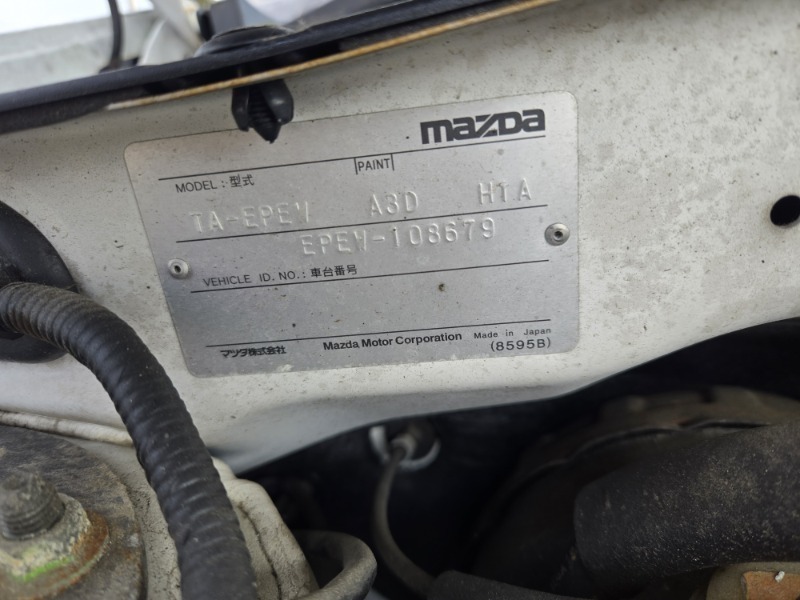 mazda
MODEL : 型式 PAINT
TA-EPEW A3D H1A
EPEW-108679
VEHICLE ID. NO. : 車台番号
マツダ株式会社 Mazda Motor Corporation Made in Japan
(8595B)